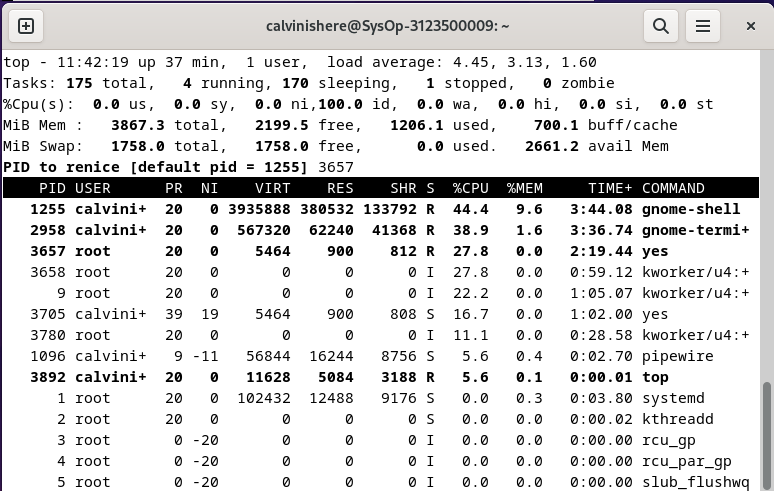 calvinishere@SysOp-3123500009: ~
top - 11:42:19 up 37 min,  1 user,  load average: 4.45, 3.13, 1.60
Tasks: 175 total,   4 running, 170 sleeping,   1 stopped,   0 zombie
%Cpu(s):  0.0 us,  0.0 sy,  0.0 ni,100.0 id,  0.0 wa,  0.0 hi,  0.0 si,  0.0 st
MiB Mem :   3867.3 total,   2199.5 free,   1206.1 used,    700.1 buff/cache
MiB Swap:   1758.0 total,   1758.0 free,      0.0 used.   2661.2 avail Mem
PID to renice [default pid = 1255] 3657
    PID USER      PR  NI    VIRT    RES    SHR S  %CPU  %MEM     TIME+ COMMAND
   1255 calvini+  20   0 3935888 380532 133792 R  44.4   9.6   3:44.08 gnome-shell
   2958 calvini+  20   0  567320  62240  41368 R  38.9   1.6   3:36.74 gnome-termi+
   3657 root      20   0    5464    900    812 R  27.8   0.0   2:19.44 yes
   3658 root      20   0       0      0      0 I  27.8   0.0   0:59.12 kworker/u4:+
      9 root      20   0       0      0      0 I  22.2   0.0   1:05.07 kworker/u4:+
   3705 calvini+  39  19    5464    900    808 S  16.7   0.0   1:02.00 yes
   3780 root      20   0       0      0      0 I  11.1   0.0   0:28.58 kworker/u4:+
   1096 calvini+   9 -11   56844  16244   8756 S   5.6   0.4   0:02.70 pipewire
   3892 calvini+  20   0   11628   5084   3188 R   5.6   0.1   0:00.01 top
      1 root      20   0  102432  12488   9176 S   0.0   0.3   0:03.80 systemd
      2 root      20   0       0      0      0 S   0.0   0.0   0:00.02 kthreadd
      3 root       0 -20       0      0      0 I   0.0   0.0   0:00.00 rcu_gp
      4 root       0 -20       0      0      0 I   0.0   0.0   0:00.00 rcu_par_gp
      5 root       0 -20       0      0      0 I   0.0   0.0   0:00.00 slub_flushwq